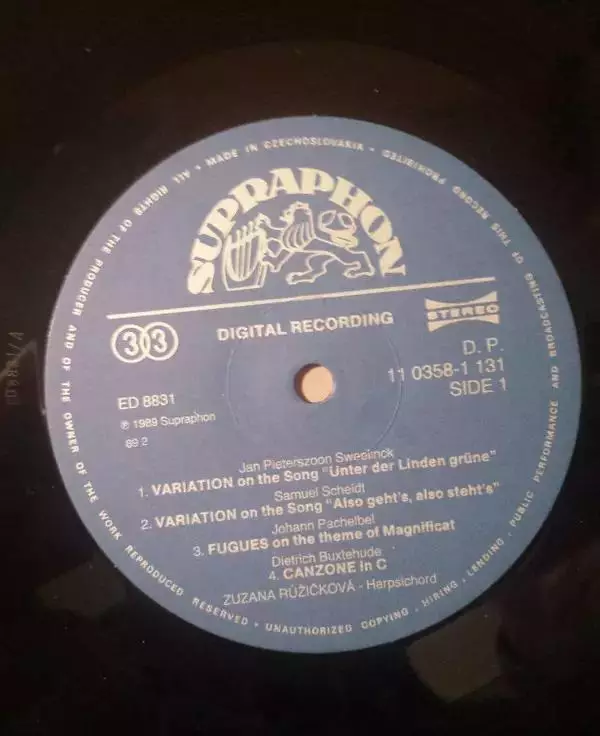 MADE IN CZECHOSLOVAKIA • ALL RIGHTS OF THE PRODUCER AND OF THE OWNER OF THE WORK REPRODUCED RESERVED • UNAUTHORIZED COPYING, • HIRING, • LENDING, • PUBLIC PERFORMANCE AND BROADCASTING OF THIS RECORD PROHIBITED
SUPRAPHON
33
DIGITAL RECORDING
STEREO
D. P.
ED 8831
11 0358-1 131
℗ 1989 Supraphon
SIDE 1
89 2
Jan Pieterszoon Sweelinck
1. VARIATION on the Song "Unter der Linden grüne"
Samuel Scheidt
2. VARIATION on the Song "Also geht's, also steht's"
Johann Pachelbel
3. FUGUES on the theme of Magnificat
Dietrich Buxtehude
4. CANZONE in C
ZUZANA RŮŽIČKOVÁ - Harpsichord